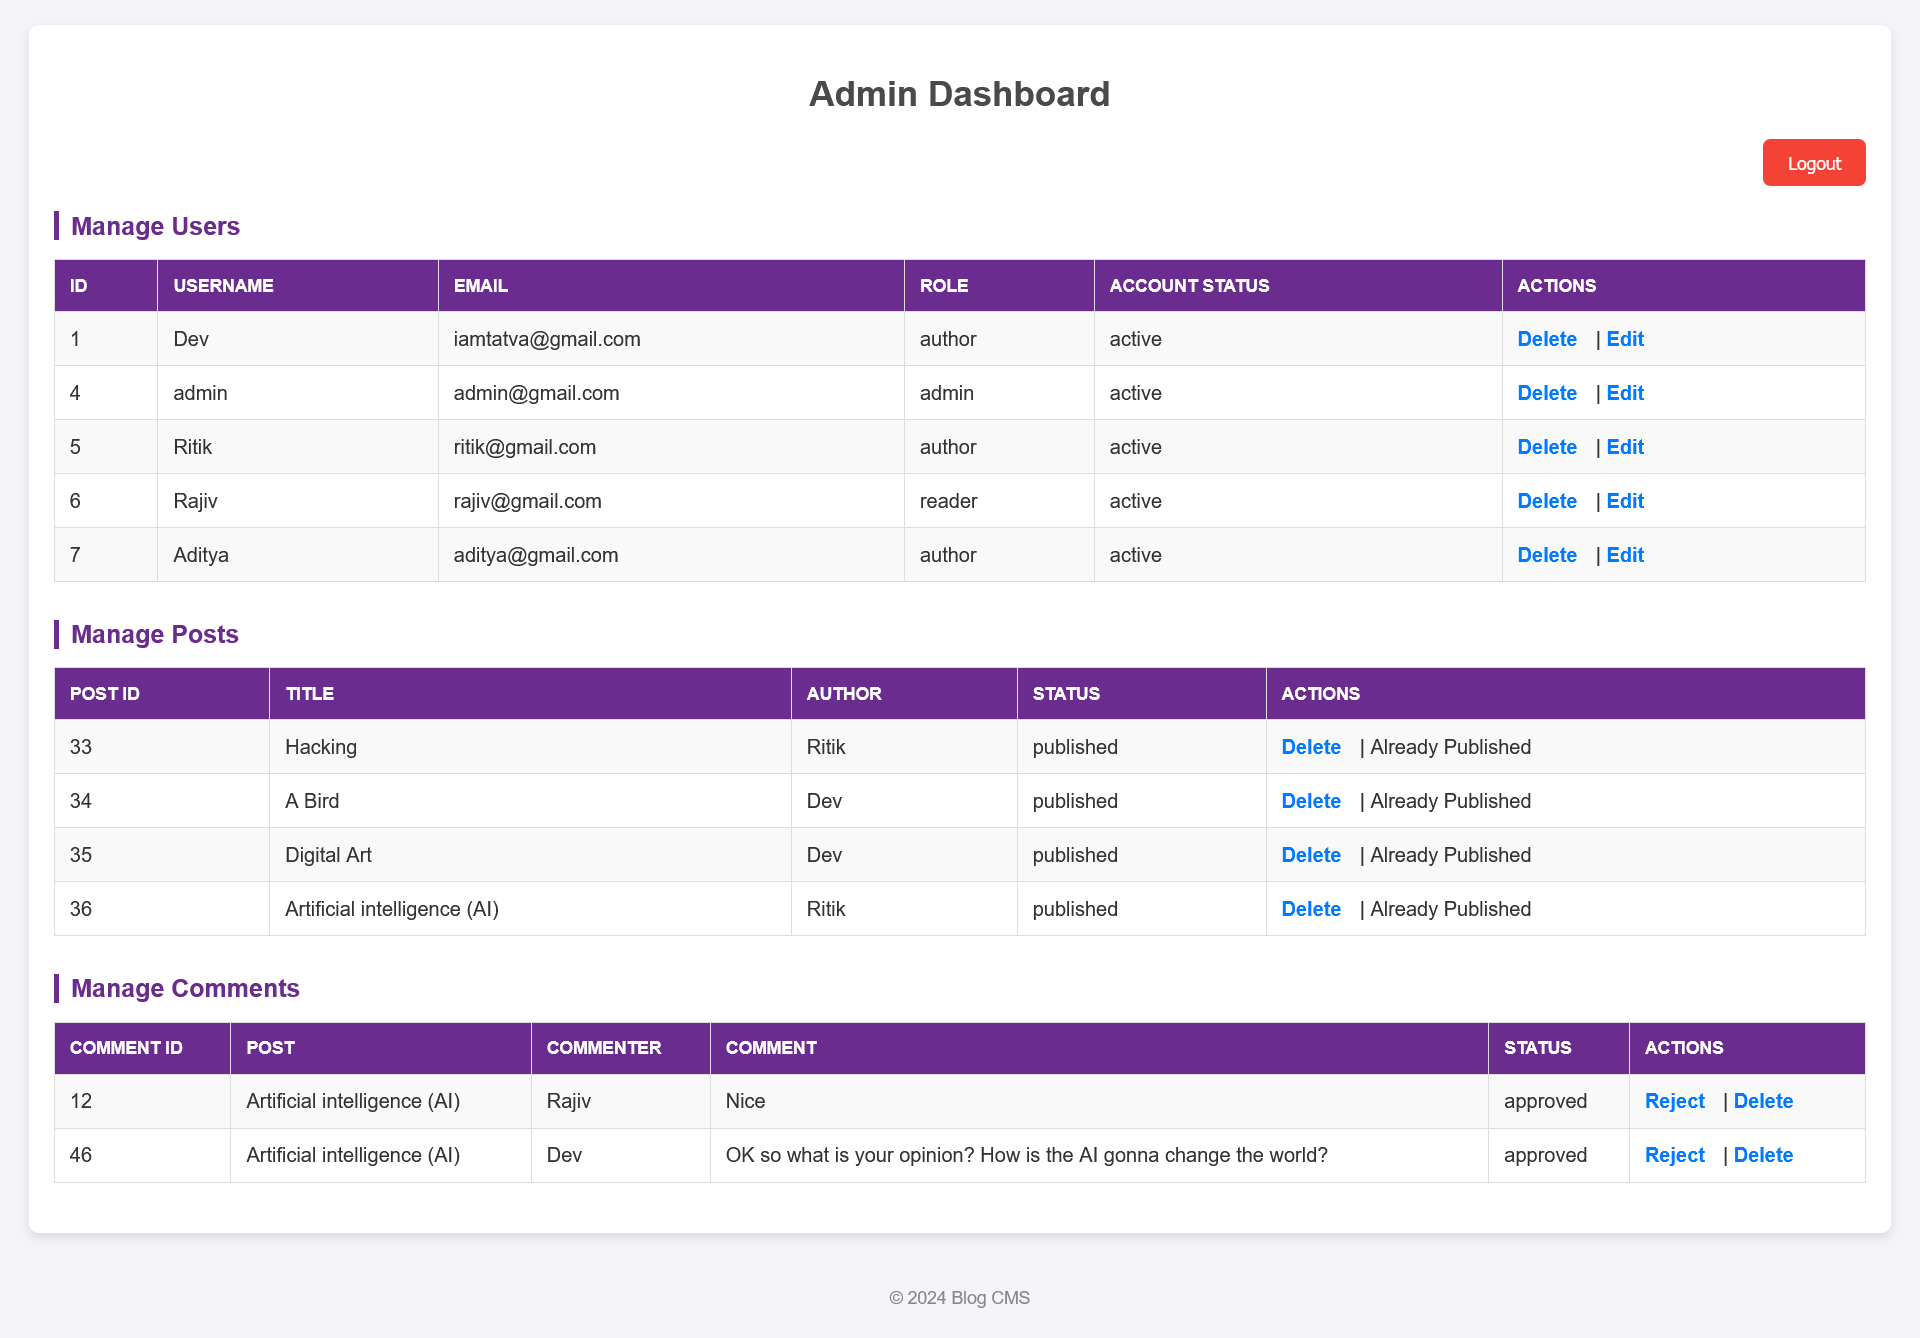 Admin Dashboard
Logout
Manage Users
ID USERNAME EMAIL ROLE ACCOUNT STATUS ACTIONS
1 Dev iamtatva@gmail.com author active Delete | Edit
4 admin admin@gmail.com admin active Delete | Edit
5 Ritik ritik@gmail.com author active Delete | Edit
6 Rajiv rajiv@gmail.com reader active Delete | Edit
7 Aditya aditya@gmail.com author active Delete | Edit
Manage Posts
POST ID TITLE AUTHOR STATUS ACTIONS
33 Hacking Ritik published Delete | Already Published
34 A Bird Dev published Delete | Already Published
35 Digital Art Dev published Delete | Already Published
36 Artificial intelligence (AI) Ritik published Delete | Already Published
Manage Comments
COMMENT ID POST COMMENTER COMMENT STATUS ACTIONS
12 Artificial intelligence (AI) Rajiv Nice approved Reject | Delete
46 Artificial intelligence (AI) Dev OK so what is your opinion? How is the AI gonna change the world? approved Reject | Delete
© 2024 Blog CMS